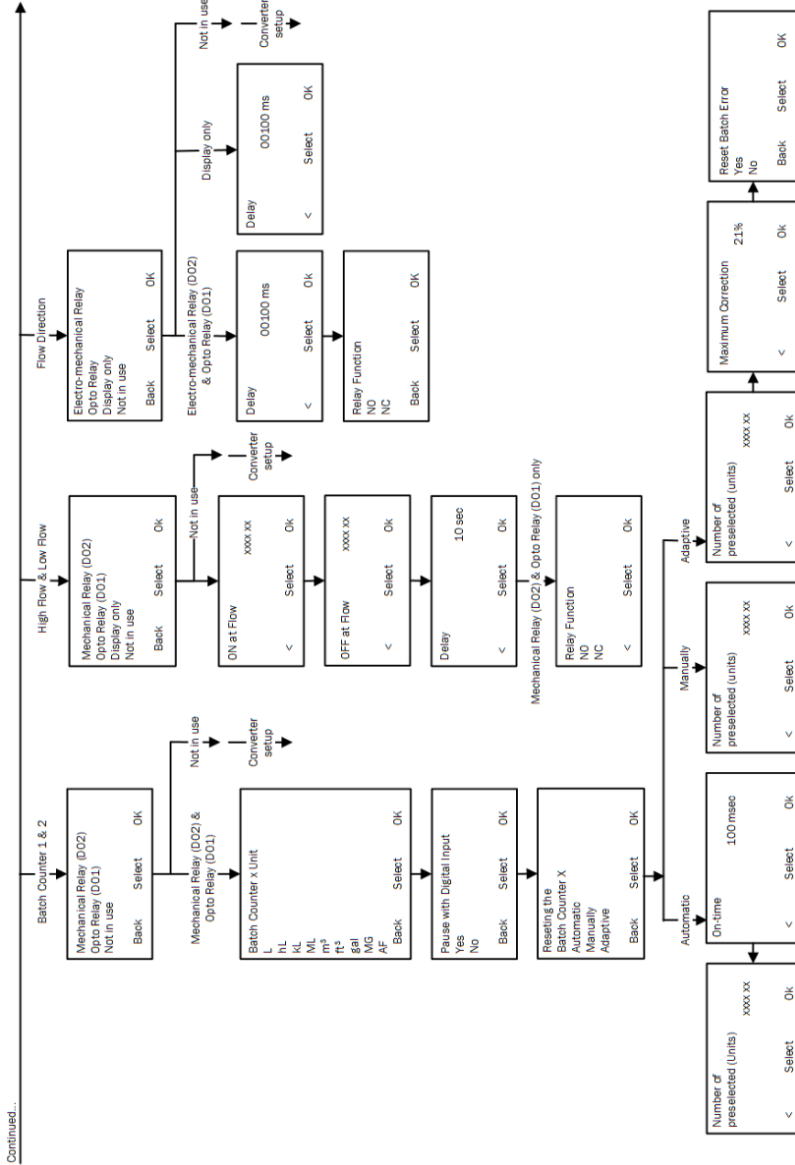 Continued...
Batch Counter 1 & 2
Mechanical Relay (DO2)
Opto Relay (DO1)
Not in use
Back Select OK
Not in use
Converter
setup
Mechanical Relay (DO2) &
Opto Relay (DO1)
Batch Counter x Unit
L
hL
kL
ML
m³
ft³
gal
MG
AF
Back Select OK
Pause with Digital Input
Yes
No
Back Select OK
Reseting the
Batch Counter X
Automatic
Manually
Adaptive
Back Select OK
Automatic
On-time
100 msec
< Select Ok
Number of
preselected (Units)
xxxx xx
< Select Ok
Manually
Number of
preselected (units)
xxxx xx
< Select Ok
Adaptive
Number of
preselected (units)
xxxx xx
< Select Ok
Maximum Correction
21%
< Select Ok
Reset Batch Error
Yes
No
Back Select OK
High Flow & Low Flow
Mechanical Relay (DO2)
Opto Relay (DO1)
Display only
Not in use
Back Select Ok
Not in use
Converter
setup
ON at Flow
xxxx xx
< Select Ok
OFF at Flow
xxxx xx
< Select Ok
Delay
10 sec
< Select Ok
Mechanical Relay (DO2) & Opto Relay (DO1) only
Relay Function
NO
NC
< Select Ok
Flow Direction
Electro-mechanical Relay
Opto Relay
Display only
Not in use
Back Select OK
Electro-mechanical Relay (DO2)
& Opto Relay (DO1)
Delay
00100 ms
< Select Ok
Relay Function
NO
NC
Back Select OK
Display only
Delay
00100 ms
< Select OK
Not in use
Converter
setup